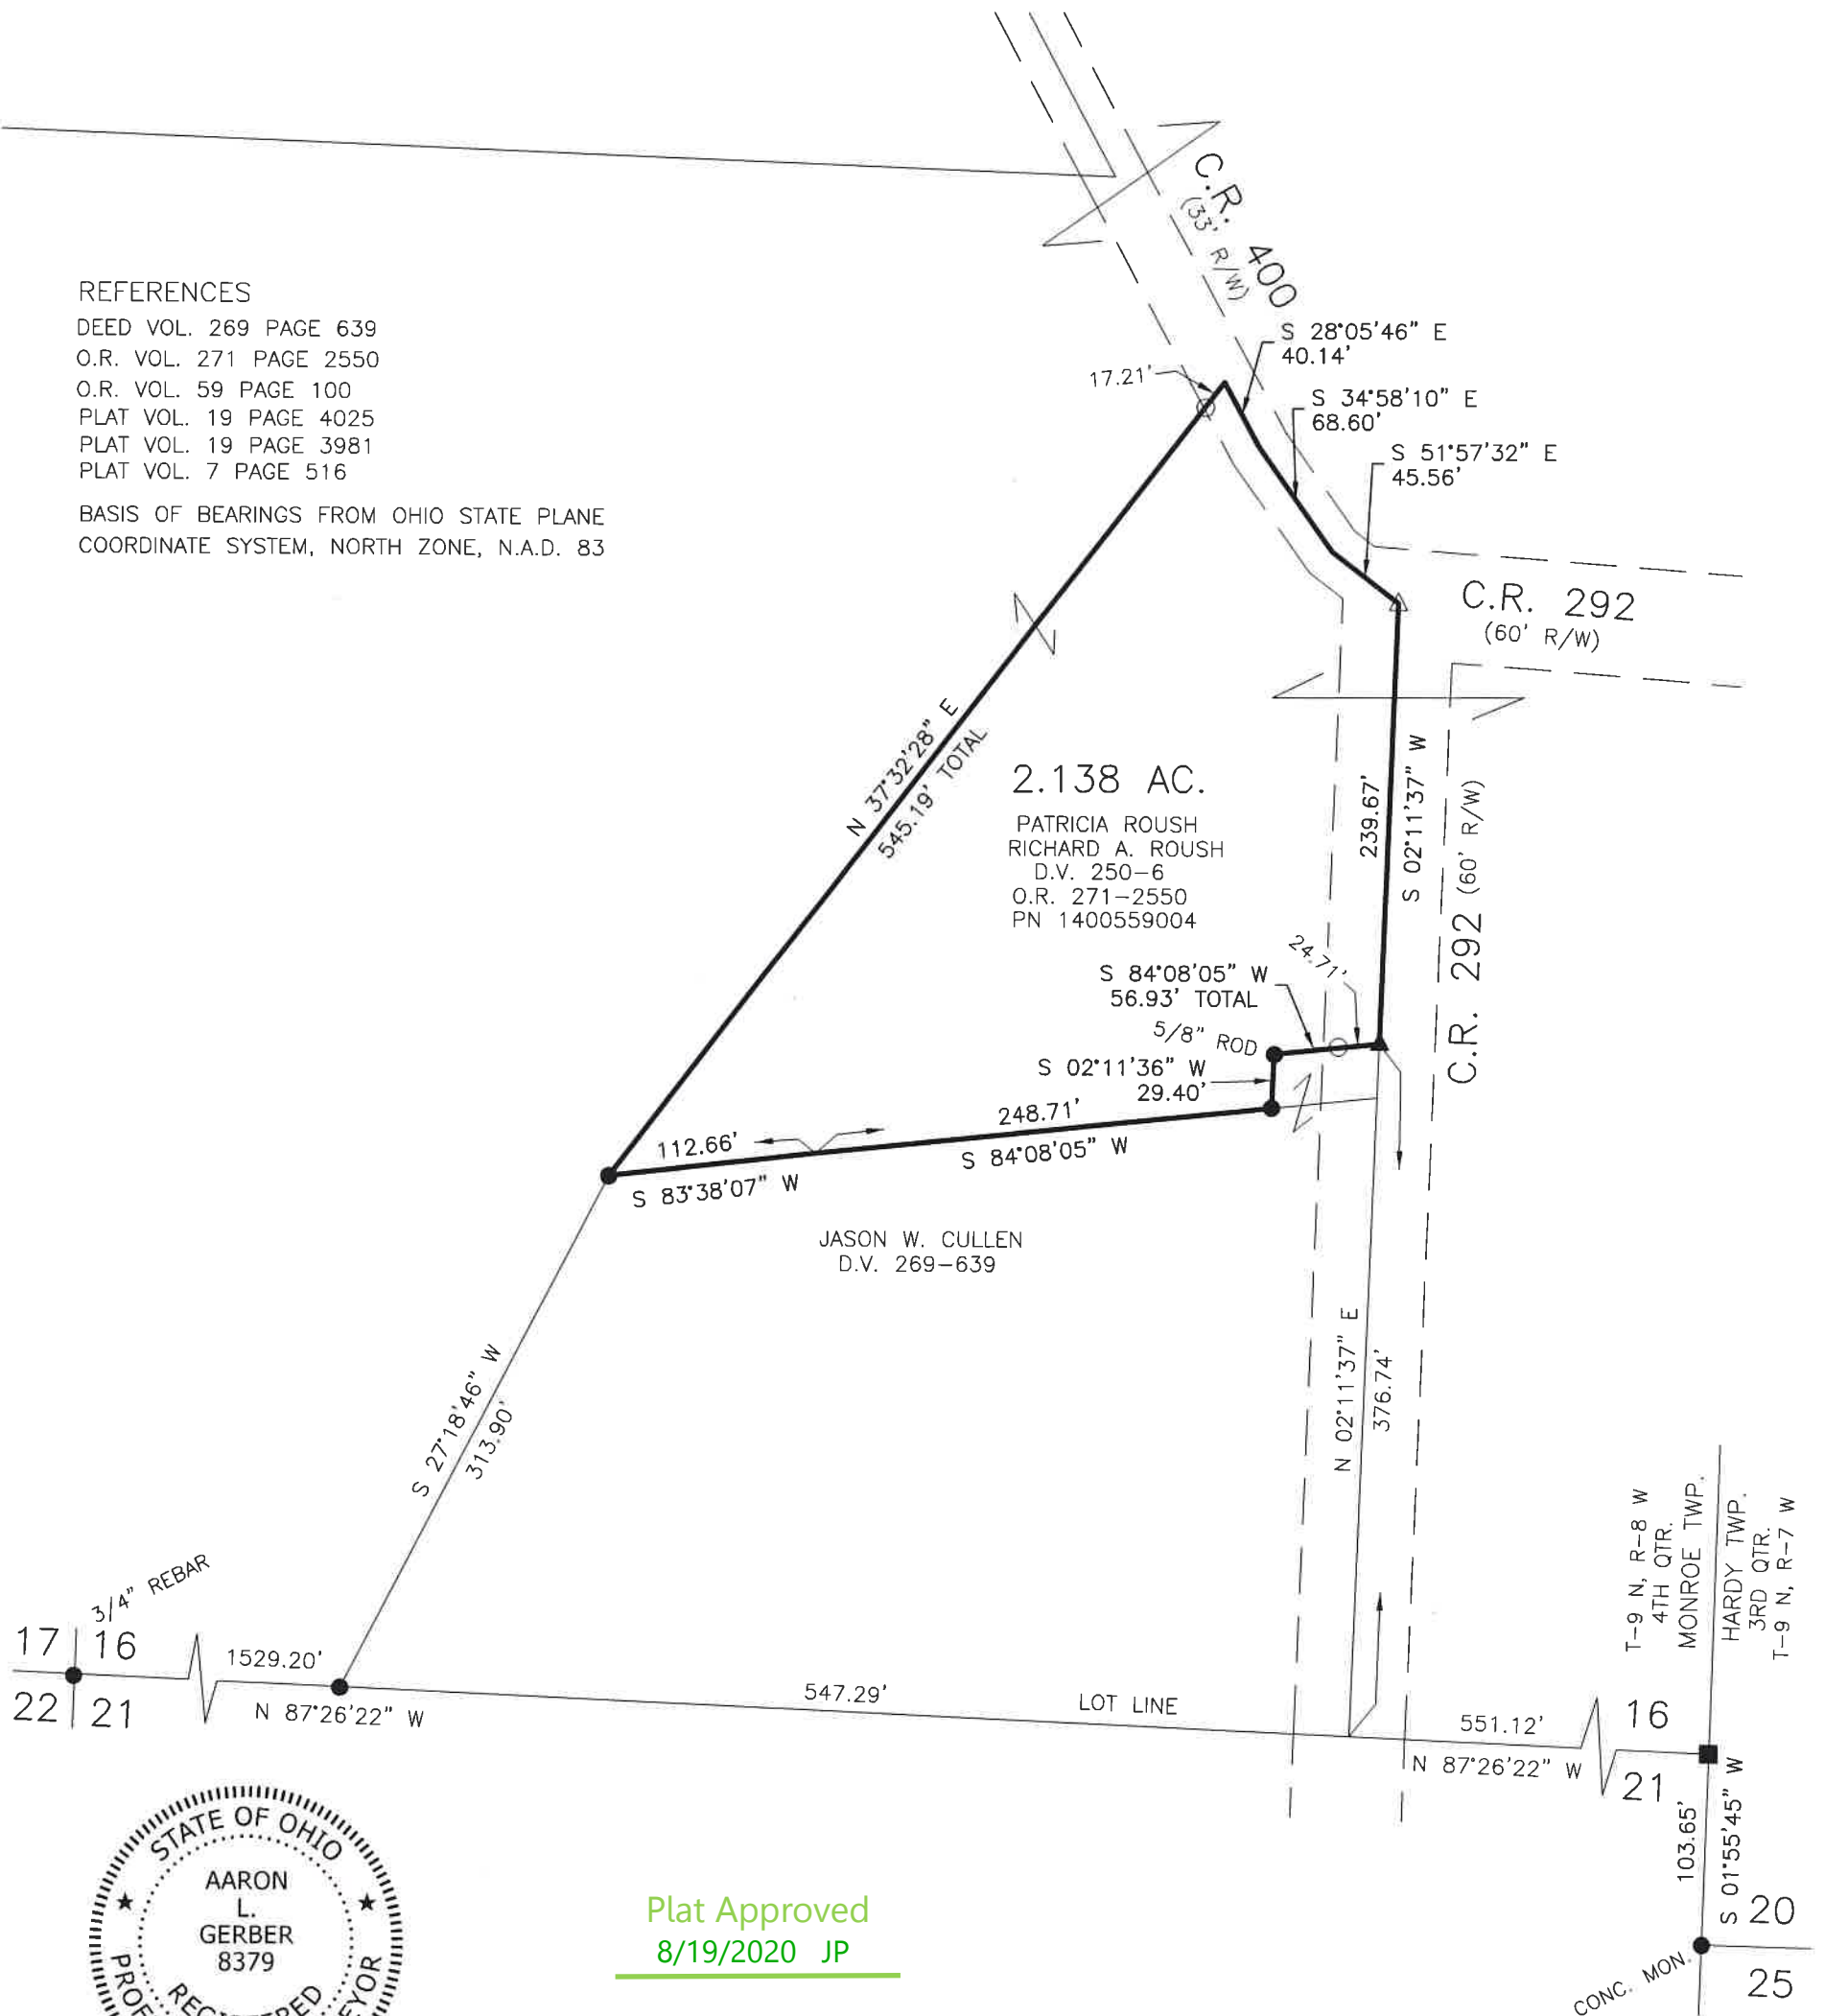 C.R. 400
(33' R/W)
REFERENCES
DEED VOL. 269 PAGE 639
O.R. VOL. 271 PAGE 2550
O.R. VOL. 59 PAGE 100
PLAT VOL. 19 PAGE 4025
PLAT VOL. 19 PAGE 3981
PLAT VOL. 7 PAGE 516
BASIS OF BEARINGS FROM OHIO STATE PLANE
COORDINATE SYSTEM, NORTH ZONE, N.A.D. 83
S 28°05'46" E
40.14'
17.21'
S 34°58'10" E
68.60'
S 51°57'32" E
45.56'
C.R. 292
(60' R/W)
N 37°32'28" E
545.19' TOTAL
2.138 AC.
PATRICIA ROUSH
RICHARD A. ROUSH
D.V. 250-6
O.R. 271-2550
PN 1400559004
239.67'
S 02°11'37" W
C.R. 292 (60' R/W)
24.71'
S 84°08'05" W
56.93' TOTAL
5/8" ROD
S 02°11'36" W
29.40'
248.71'
S 84°08'05" W
112.66'
S 83°38'07" W
JASON W. CULLEN
D.V. 269-639
N 02°11'37" E
376.74'
S 27°18'46" W
313.90'
T-9 N, R-8 W
4TH QTR.
MONROE TWP.
HARDY TWP.
3RD QTR.
T-9 N, R-7 W
3/4" REBAR
17 16
22 21
1529.20'
N 87°26'22" W
547.29'
LOT LINE
551.12'
N 87°26'22" W
16
21
103.65'
S 01°55'45" W
20
25
CONC. MON.
STATE OF OHIO
AARON
L.
GERBER
8379
REGISTERED
Plat Approved
8/19/2020 JP